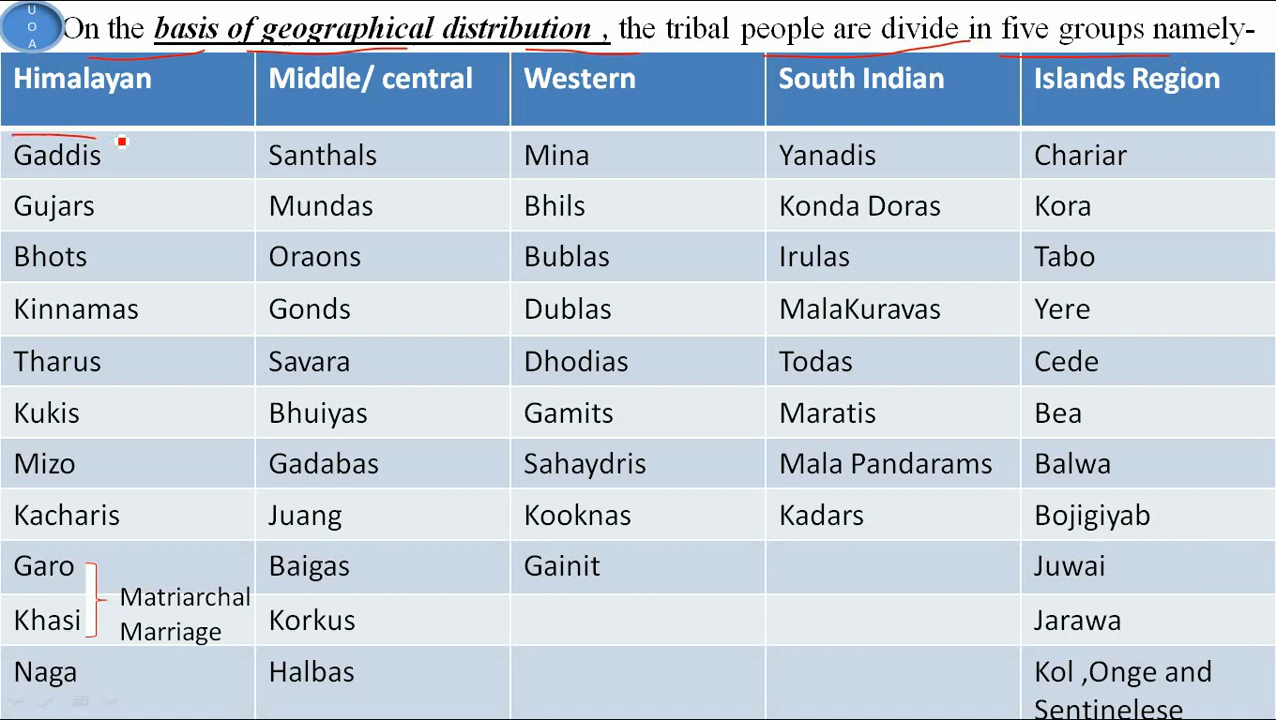 U
O
A
On the basis of geographical distribution , the tribal people are divide in five groups namely-
Himalayan Middle/ central Western South Indian Islands Region
Gaddis Santhals Mina Yanadis Chariar
Gujars Mundas Bhils Konda Doras Kora
Bhots Oraons Bublas Irulas Tabo
Kinnamas Gonds Dublas MalaKuravas Yere
Tharus Savara Dhodias Todas Cede
Kukis Bhuiyas Gamits Maratis Bea
Mizo Gadabas Sahaydris Mala Pandarams Balwa
Kacharis Juang Kooknas Kadars Bojigiyab
Garo Baigas Gainit Juwai
Matriarchal
Khasi Korkus Jarawa
Marriage
Naga Halbas Kol ,Onge and
Sentinelese